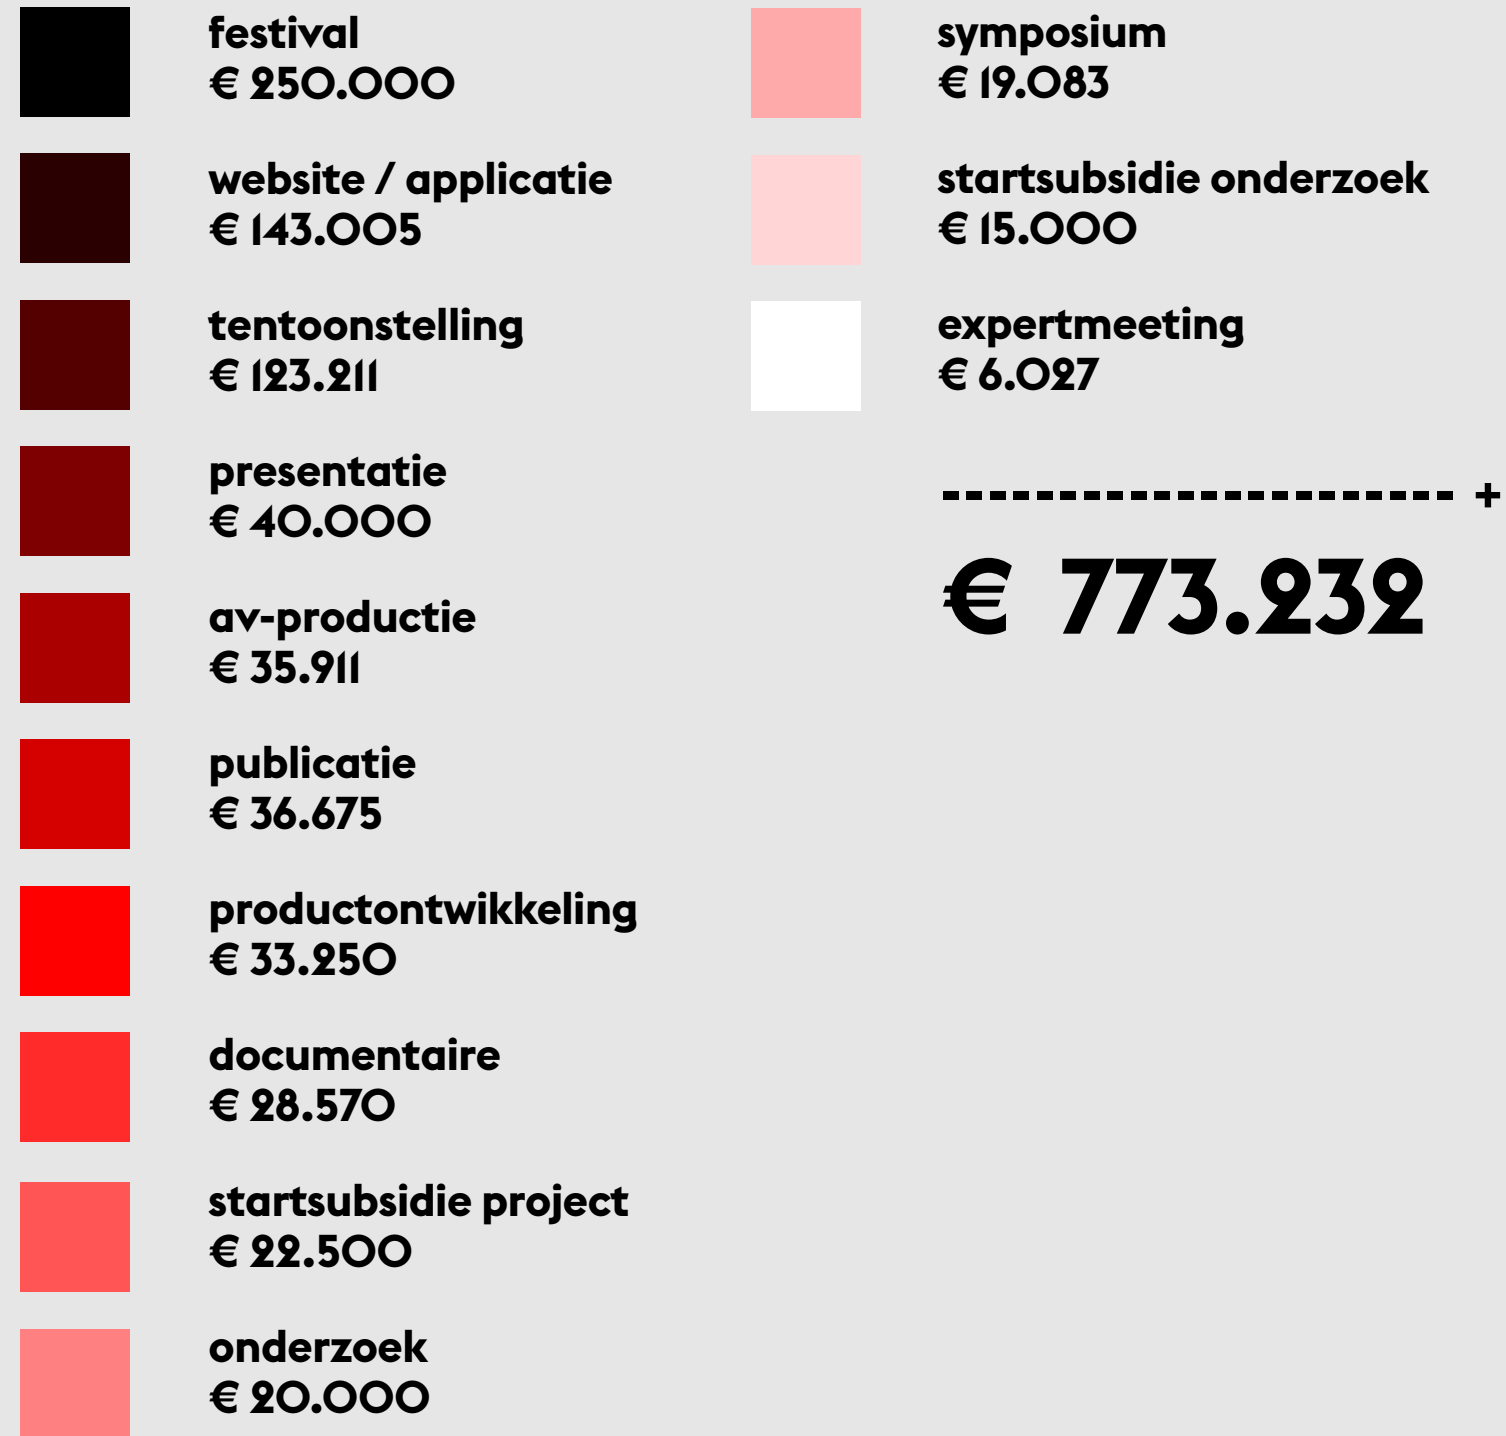 festival
€ 250.000
website / applicatie
€ 143.005
tentoonstelling
€ 123.211
presentatie
€ 40.000
av-productie
€ 35.911
publicatie
€ 36.675
productontwikkeling
€ 33.250
documentaire
€ 28.570
startsubsidie project
€ 22.500
onderzoek
€ 20.000
symposium
€ 19.083
startsubsidie onderzoek
€ 15.000
expertmeeting
€ 6.027
---------------------- +
€ 773.232